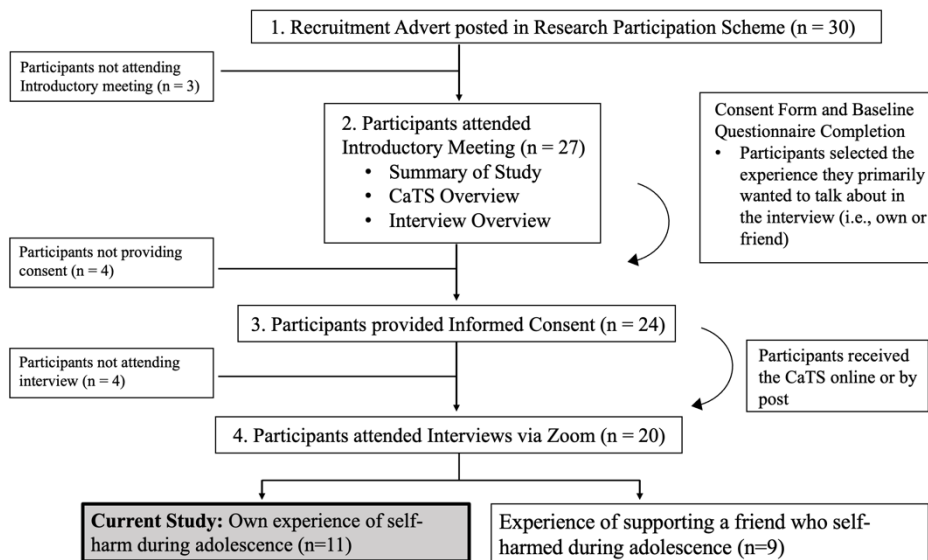 1. Recruitment Advert posted in Research Participation Scheme (n = 30)
Participants not attending
Introductory meeting (n = 3)
2. Participants attended
Introductory Meeting (n = 27)
• Summary of Study
• CaTS Overview
• Interview Overview
Consent Form and Baseline
Questionnaire Completion
• Participants selected the
experience they primarily
wanted to talk about in
the interview (i.e., own or
friend)
Participants not providing
consent (n = 4)
3. Participants provided Informed Consent (n = 24)
Participants not attending
interview (n = 4)
Participants received
the CaTS online or by
post
4. Participants attended Interviews via Zoom (n = 20)
Current Study: Own experience of self-
harm during adolescence (n=11)
Experience of supporting a friend who self-
harmed during adolescence (n=9)